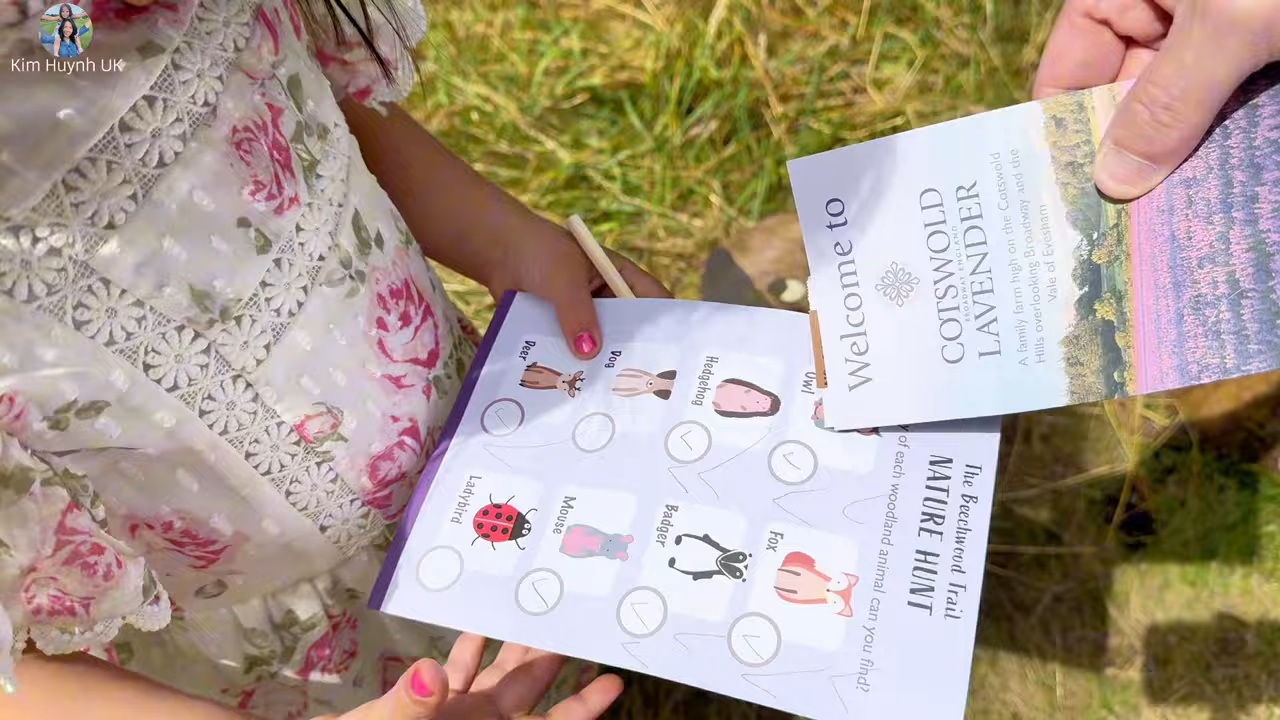 Kim Huynh UK
Welcome to
COTSWOLD
BROADWAY ENGLAND
LAVENDER
A family farm high on the Cotswold
Hills overlooking Broadway and the
Vale of Evesham
The Beechwood Trail
NATURE HUNT
of each woodland animal can you find?
Owl
Hedgehog
Dog
Deer
Fox
Badger
Mouse
Ladybird